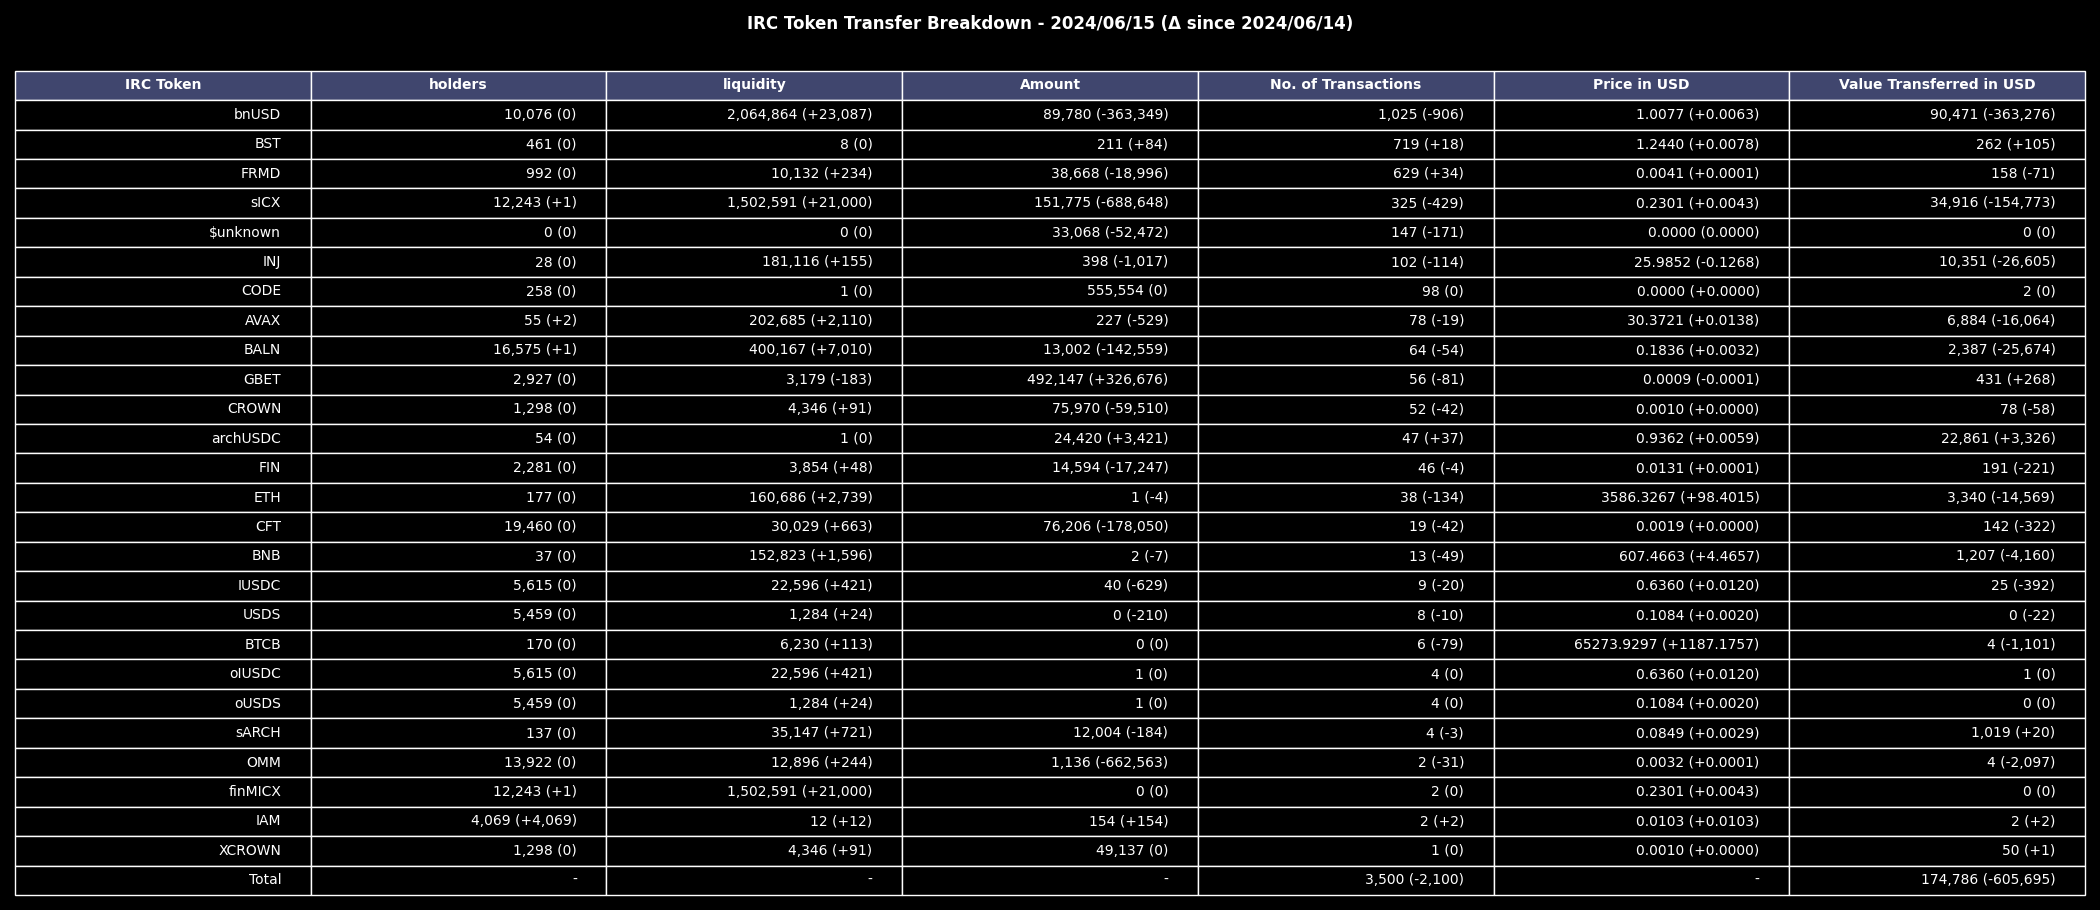 IRC Token Transfer Breakdown - 2024/06/15 (Δ since 2024/06/14)
IRC Token holders liquidity Amount No. of Transactions Price in USD Value Transferred in USD
bnUSD 10,076 (0) 2,064,864 (+23,087) 89,780 (-363,349) 1,025 (-906) 1.0077 (+0.0063) 90,471 (-363,276)
BST 461 (0) 8 (0) 211 (+84) 719 (+18) 1.2440 (+0.0078) 262 (+105)
FRMD 992 (0) 10,132 (+234) 38,668 (-18,996) 629 (+34) 0.0041 (+0.0001) 158 (-71)
sICX 12,243 (+1) 1,502,591 (+21,000) 151,775 (-688,648) 325 (-429) 0.2301 (+0.0043) 34,916 (-154,773)
$unknown 0 (0) 0 (0) 33,068 (-52,472) 147 (-171) 0.0000 (0.0000) 0 (0)
INJ 28 (0) 181,116 (+155) 398 (-1,017) 102 (-114) 25.9852 (-0.1268) 10,351 (-26,605)
CODE 258 (0) 1 (0) 555,554 (0) 98 (0) 0.0000 (+0.0000) 2 (0)
AVAX 55 (+2) 202,685 (+2,110) 227 (-529) 78 (-19) 30.3721 (+0.0138) 6,884 (-16,064)
BALN 16,575 (+1) 400,167 (+7,010) 13,002 (-142,559) 64 (-54) 0.1836 (+0.0032) 2,387 (-25,674)
GBET 2,927 (0) 3,179 (-183) 492,147 (+326,676) 56 (-81) 0.0009 (-0.0001) 431 (+268)
CROWN 1,298 (0) 4,346 (+91) 75,970 (-59,510) 52 (-42) 0.0010 (+0.0000) 78 (-58)
archUSDC 54 (0) 1 (0) 24,420 (+3,421) 47 (+37) 0.9362 (+0.0059) 22,861 (+3,326)
FIN 2,281 (0) 3,854 (+48) 14,594 (-17,247) 46 (-4) 0.0131 (+0.0001) 191 (-221)
ETH 177 (0) 160,686 (+2,739) 1 (-4) 38 (-134) 3586.3267 (+98.4015) 3,340 (-14,569)
CFT 19,460 (0) 30,029 (+663) 76,206 (-178,050) 19 (-42) 0.0019 (+0.0000) 142 (-322)
BNB 37 (0) 152,823 (+1,596) 2 (-7) 13 (-49) 607.4663 (+4.4657) 1,207 (-4,160)
IUSDC 5,615 (0) 22,596 (+421) 40 (-629) 9 (-20) 0.6360 (+0.0120) 25 (-392)
USDS 5,459 (0) 1,284 (+24) 0 (-210) 8 (-10) 0.1084 (+0.0020) 0 (-22)
BTCB 170 (0) 6,230 (+113) 0 (0) 6 (-79) 65273.9297 (+1187.1757) 4 (-1,101)
oIUSDC 5,615 (0) 22,596 (+421) 1 (0) 4 (0) 0.6360 (+0.0120) 1 (0)
oUSDS 5,459 (0) 1,284 (+24) 1 (0) 4 (0) 0.1084 (+0.0020) 0 (0)
sARCH 137 (0) 35,147 (+721) 12,004 (-184) 4 (-3) 0.0849 (+0.0029) 1,019 (+20)
OMM 13,922 (0) 12,896 (+244) 1,136 (-662,563) 2 (-31) 0.0032 (+0.0001) 4 (-2,097)
finMICX 12,243 (+1) 1,502,591 (+21,000) 0 (0) 2 (0) 0.2301 (+0.0043) 0 (0)
IAM 4,069 (+4,069) 12 (+12) 154 (+154) 2 (+2) 0.0103 (+0.0103) 2 (+2)
XCROWN 1,298 (0) 4,346 (+91) 49,137 (0) 1 (0) 0.0010 (+0.0000) 50 (+1)
Total - - - 3,500 (-2,100) - 174,786 (-605,695)